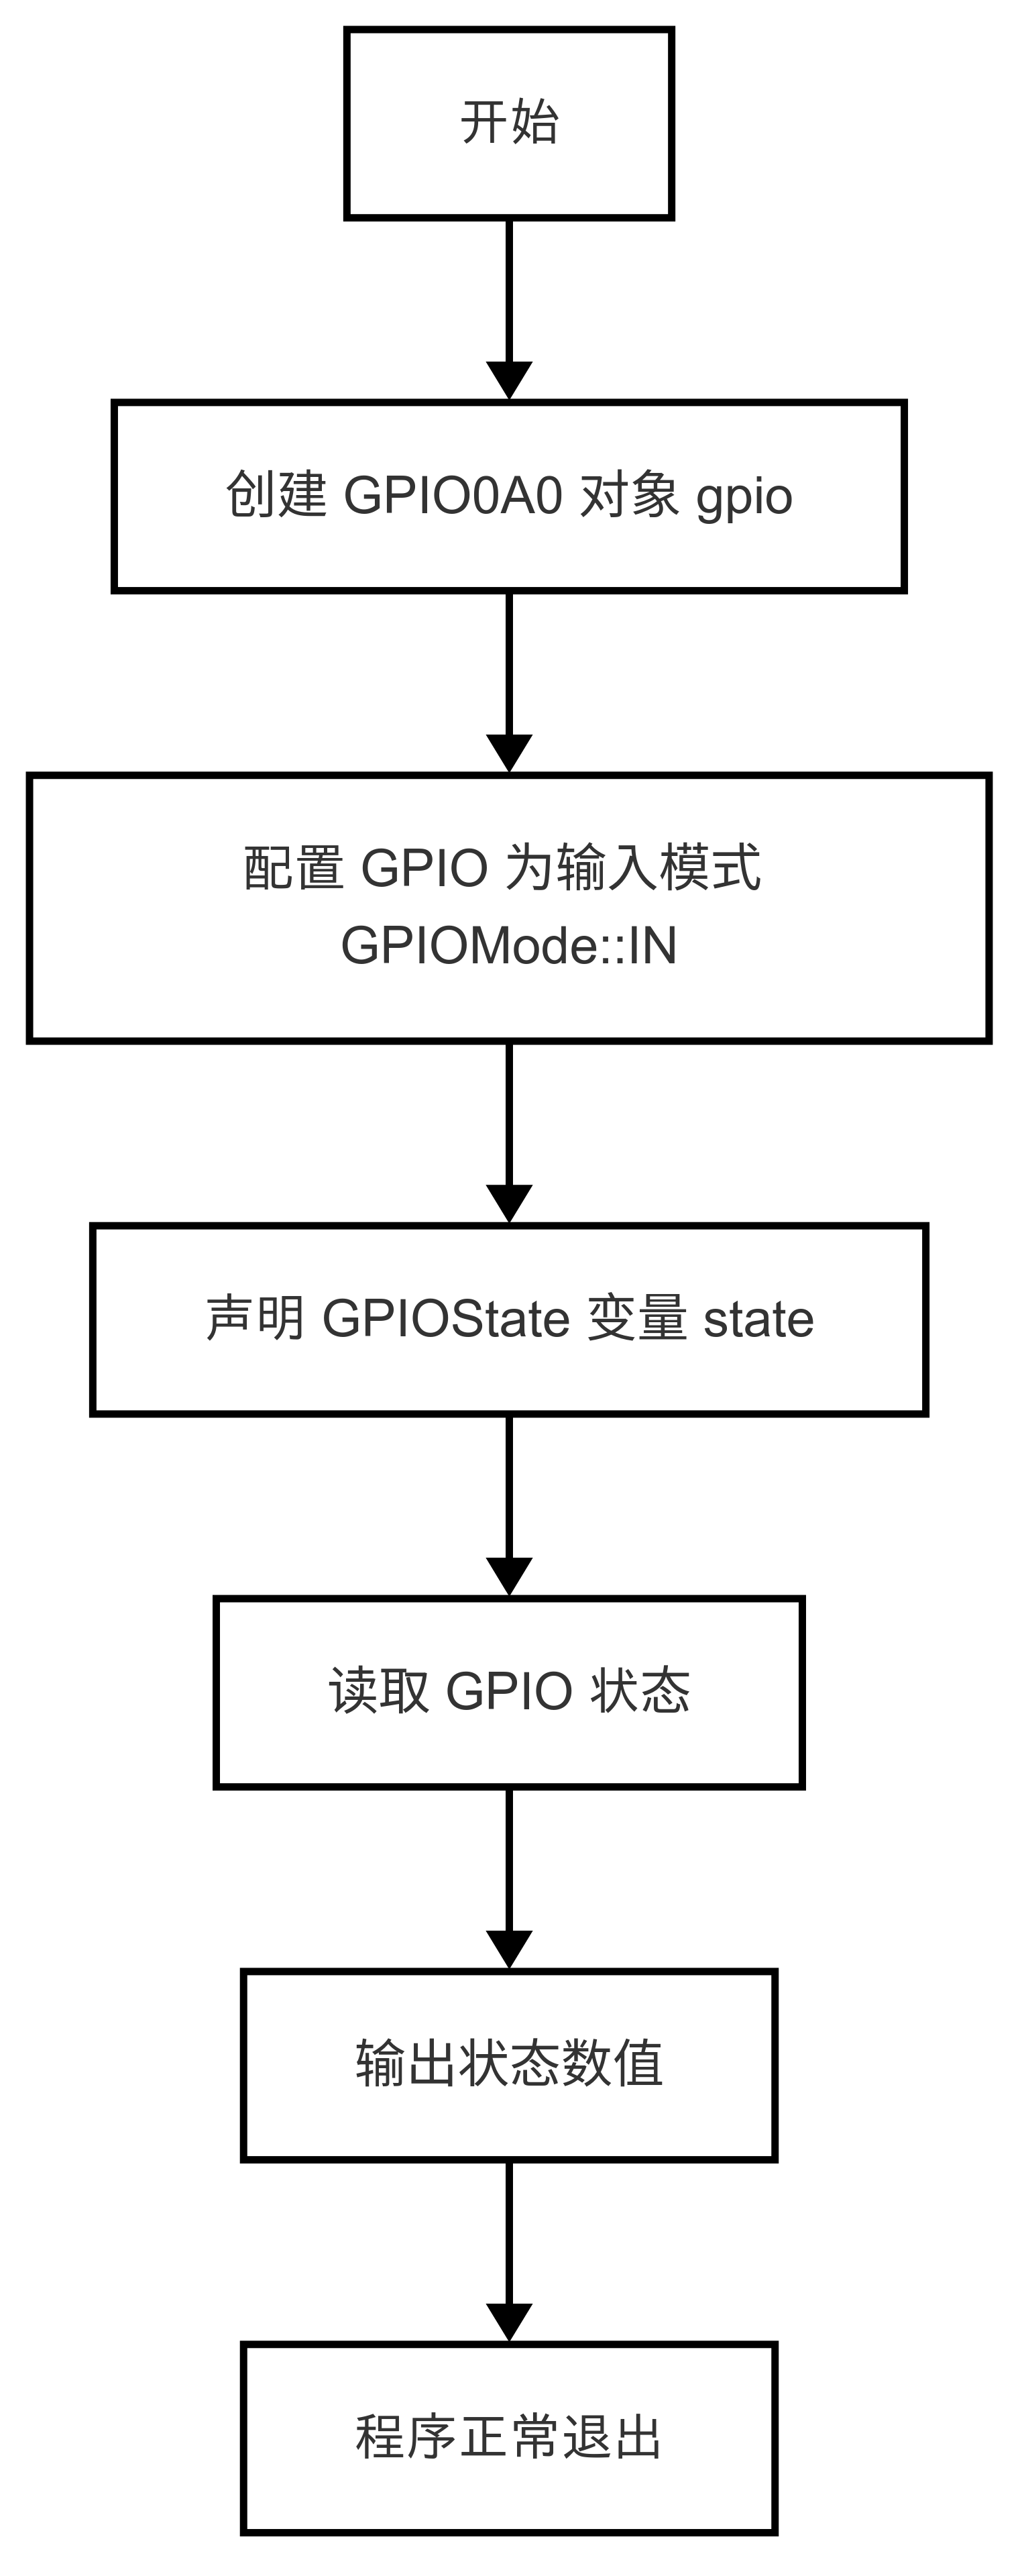 开始
创建 GPIO0A0 对象 gpio
配置 GPIO 为输入模式
GPIOMode::IN
声明 GPIOState 变量 state
读取 GPIO 状态
输出状态数值
程序正常退出